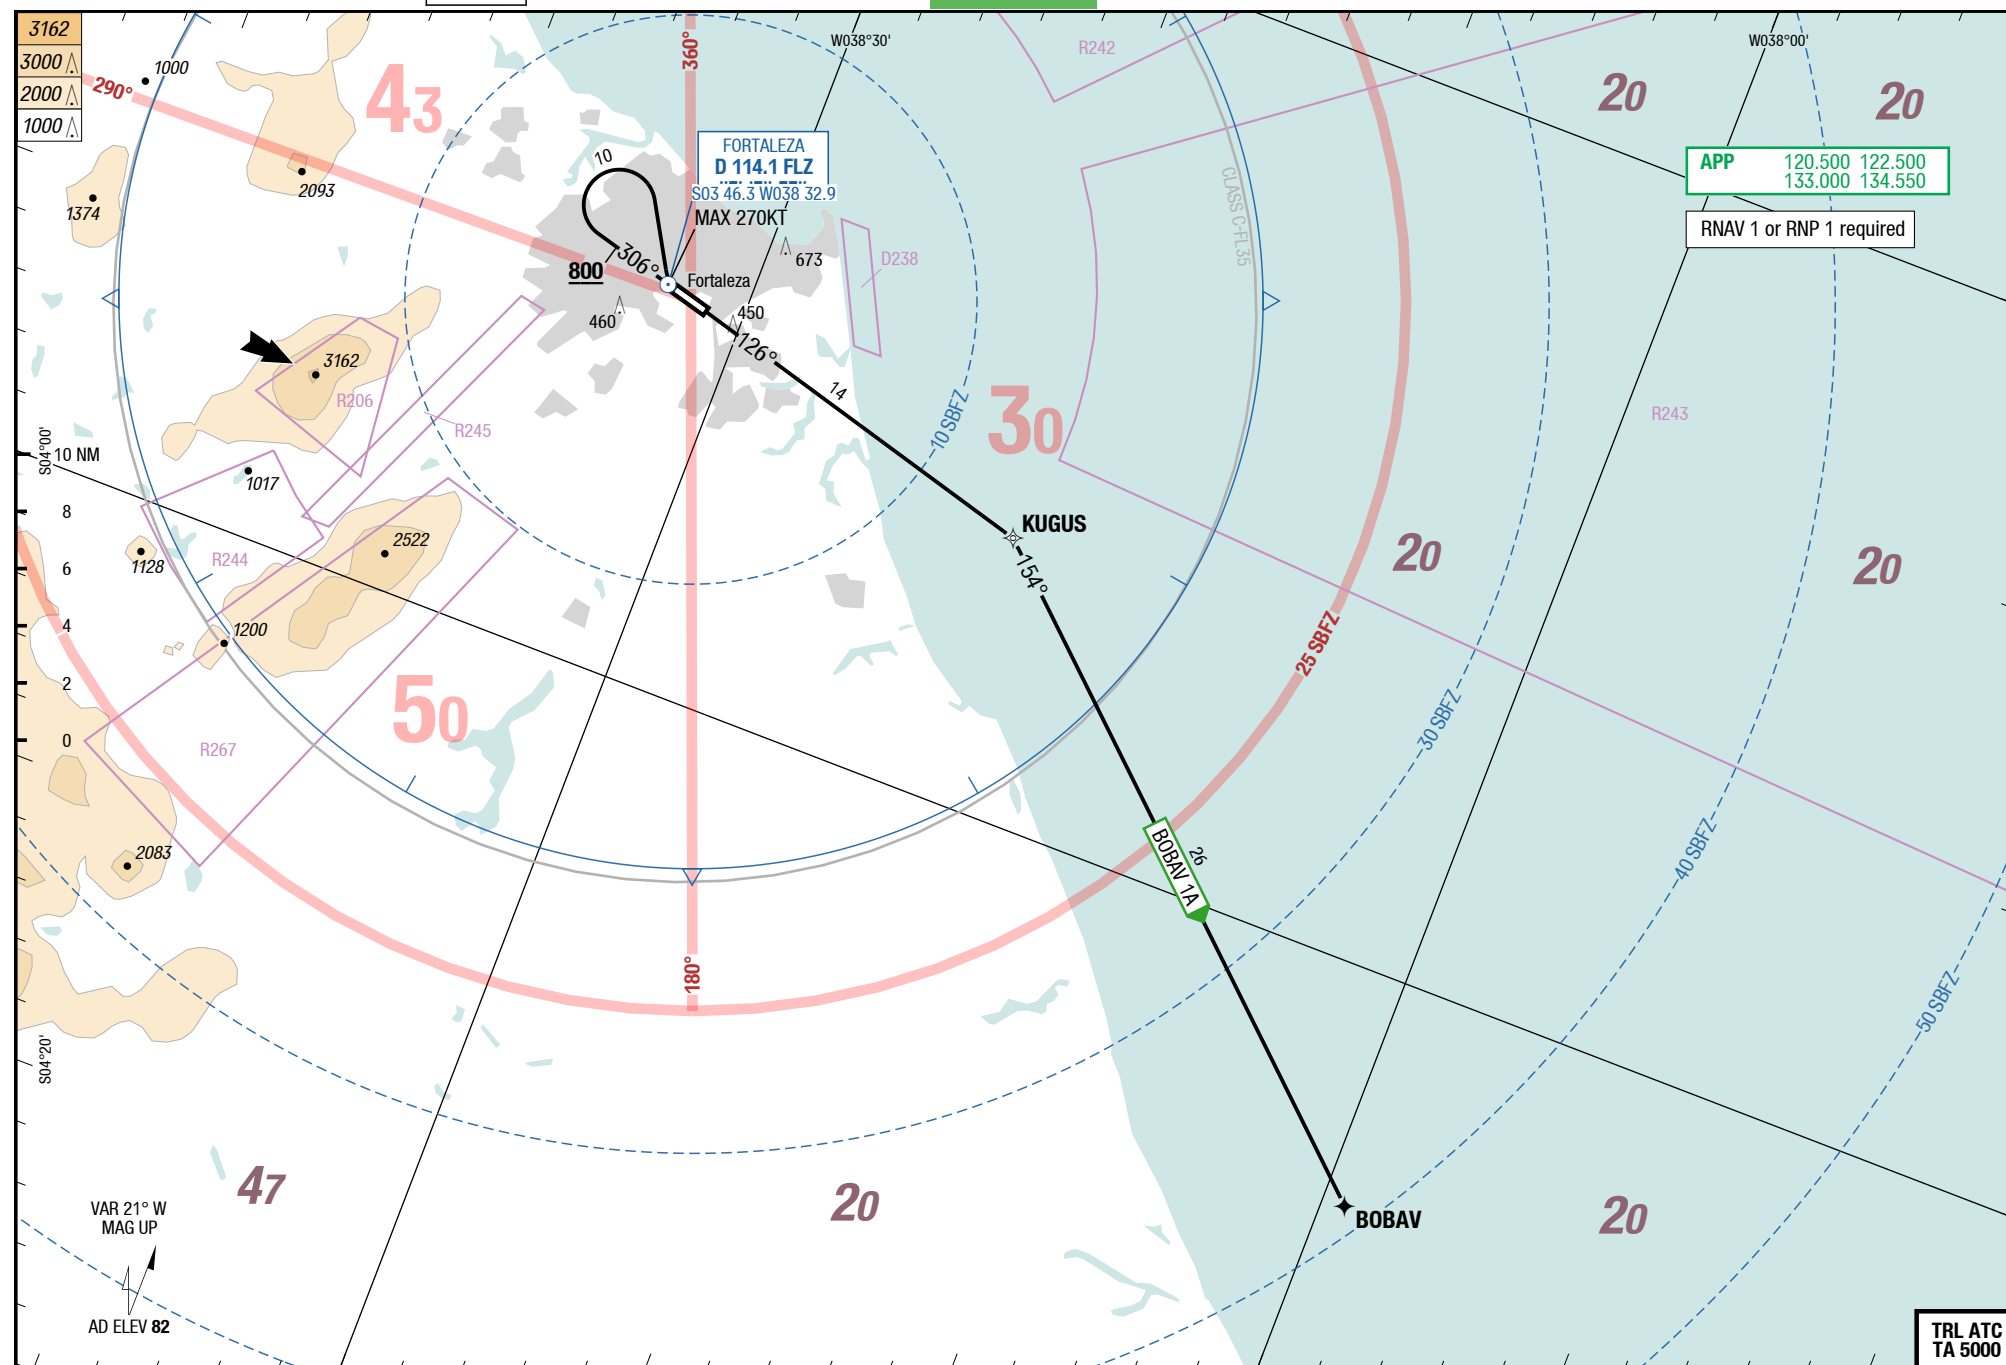 3162
3000
2000
1000
1000
290°
43
360°
W038°30'
R242
W038°00'
20
20
FORTALEZA
D 114.1 FLZ
S03 46.3 W038 32.9
MAX 270KT
APP 120.500 122.500
133.000 134.550
RNAV 1 or RNP 1 required
2093
1374
10
CLASS C-FL35
800
306°
Fortaleza
673
D238
460
450
126°
14
3162
R206
R245
10 SBFZ
30
R243
S04°00'
10 NM
8
6
4
2
0
1017
KUGUS
154°
2522
1128
R244
20
20
1200
25 SBFZ
50
R267
30 SBFZ
26
BOBAV 1A
40 SBFZ
2083
180°
50 SBFZ
S04°20'
47
20
20
BOBAV
VAR 21° W
MAG UP
AD ELEV 82
TRL ATC
TA 5000